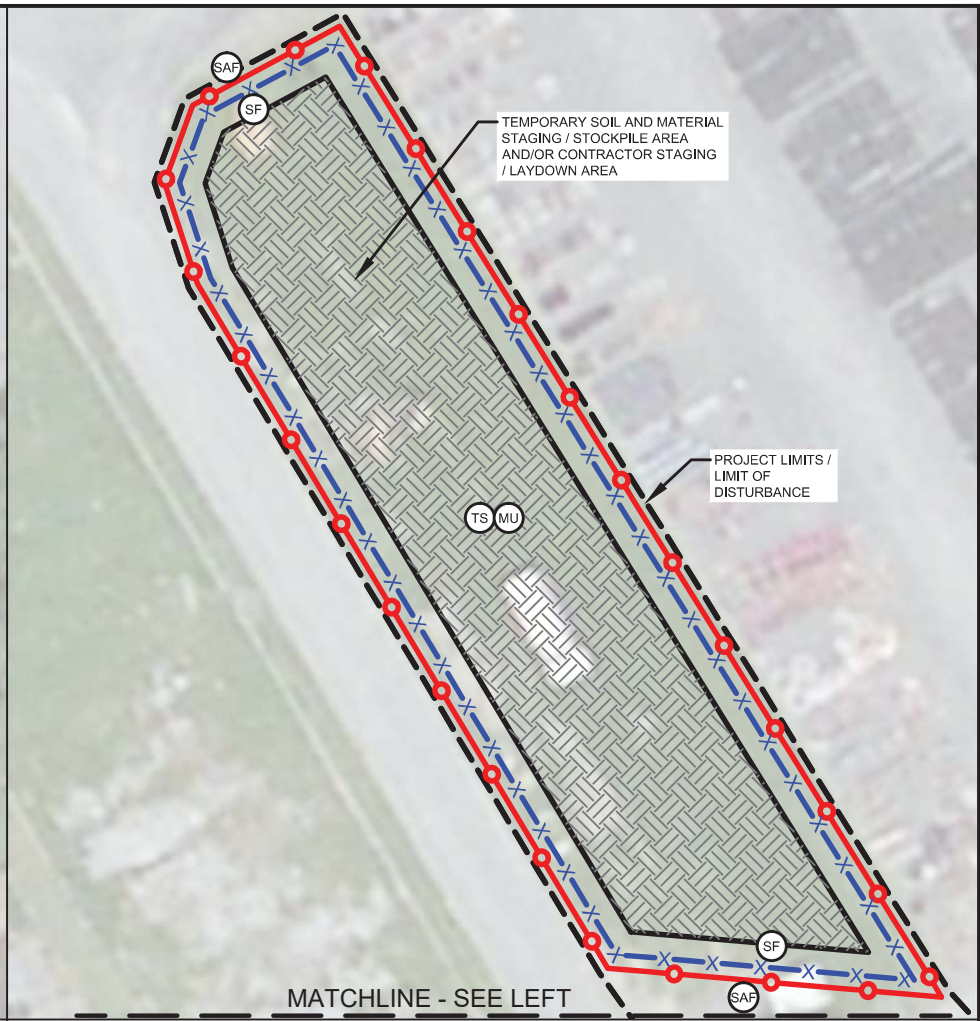 SAF
SF
TEMPORARY SOIL AND MATERIAL
STAGING / STOCKPILE AREA
AND/OR CONTRACTOR STAGING
/ LAYDOWN AREA
PROJECT LIMITS /
LIMIT OF
DISTURBANCE
TS MU
SF
SAF
MATCHLINE - SEE LEFT